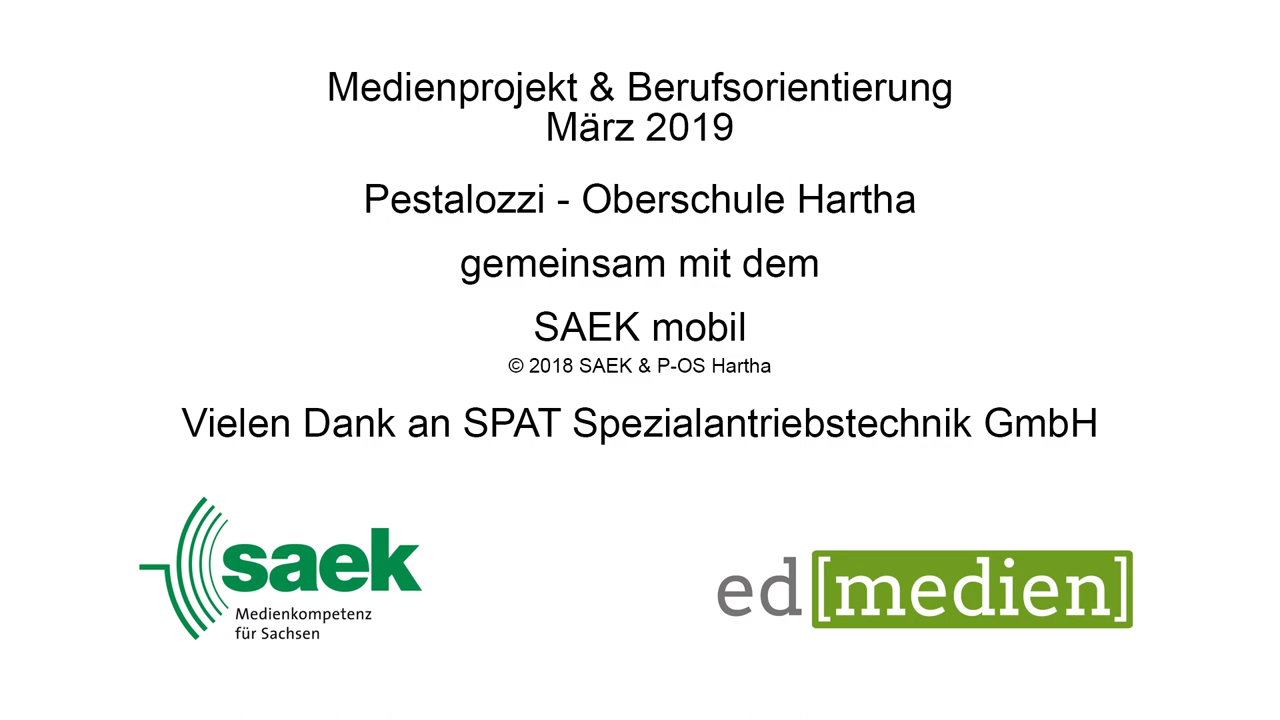 Medienprojekt & Berufsorientierung
März 2019
Pestalozzi - Oberschule Hartha
gemeinsam mit dem
SAEK mobil
© 2018 SAEK & P-OS Hartha
Vielen Dank an SPAT Spezialantriebstechnik GmbH
saek
Medienkompetenz
für Sachsen
ed[medien]